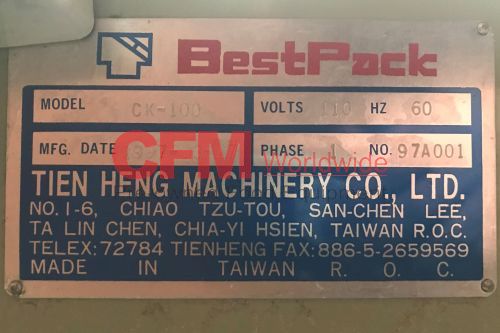 BestPack
MODEL CK-100 VOLTS 110 HZ 60
MFG. DATE PHASE 1 NO. 97A001
CFM Worldwide
TIEN HENG MACHINERY CO., LTD.
NO. 1-6, CHIAO TZU-TOU, SAN-CHEN LEE,
TA LIN CHEN, CHIA-YI HSIEN, TAIWAN R.O.C.
TELEX:72784 TIENHENG FAX:886-5-2659569
MADE IN TAIWAN R. O. C.